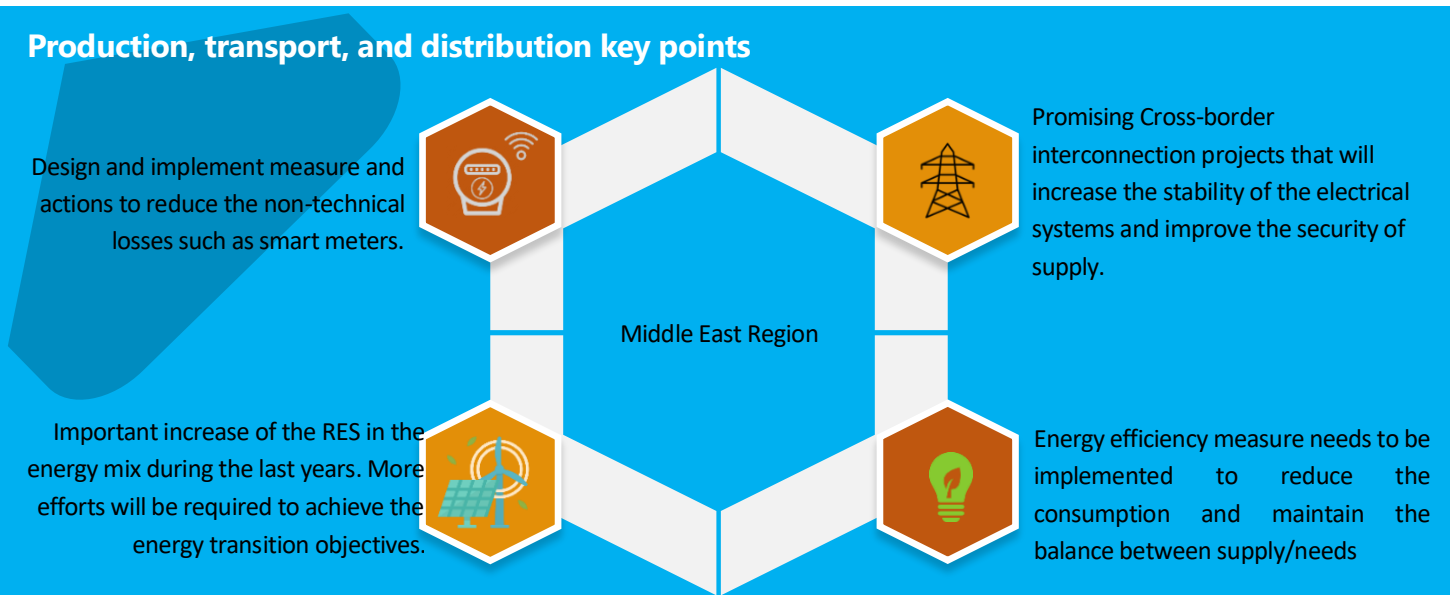 Production, transport, and distribution key points
Design and implement measure and
actions to reduce the non-technical
losses such as smart meters.
Promising Cross-border
interconnection projects that will
increase the stability of the electrical
systems and improve the security of
supply.
Middle East Region
Important increase of the RES in the
energy mix during the last years. More
efforts will be required to achieve the
energy transition objectives.
Energy efficiency measure needs to be
implemented to reduce the
consumption and maintain the
balance between supply/needs